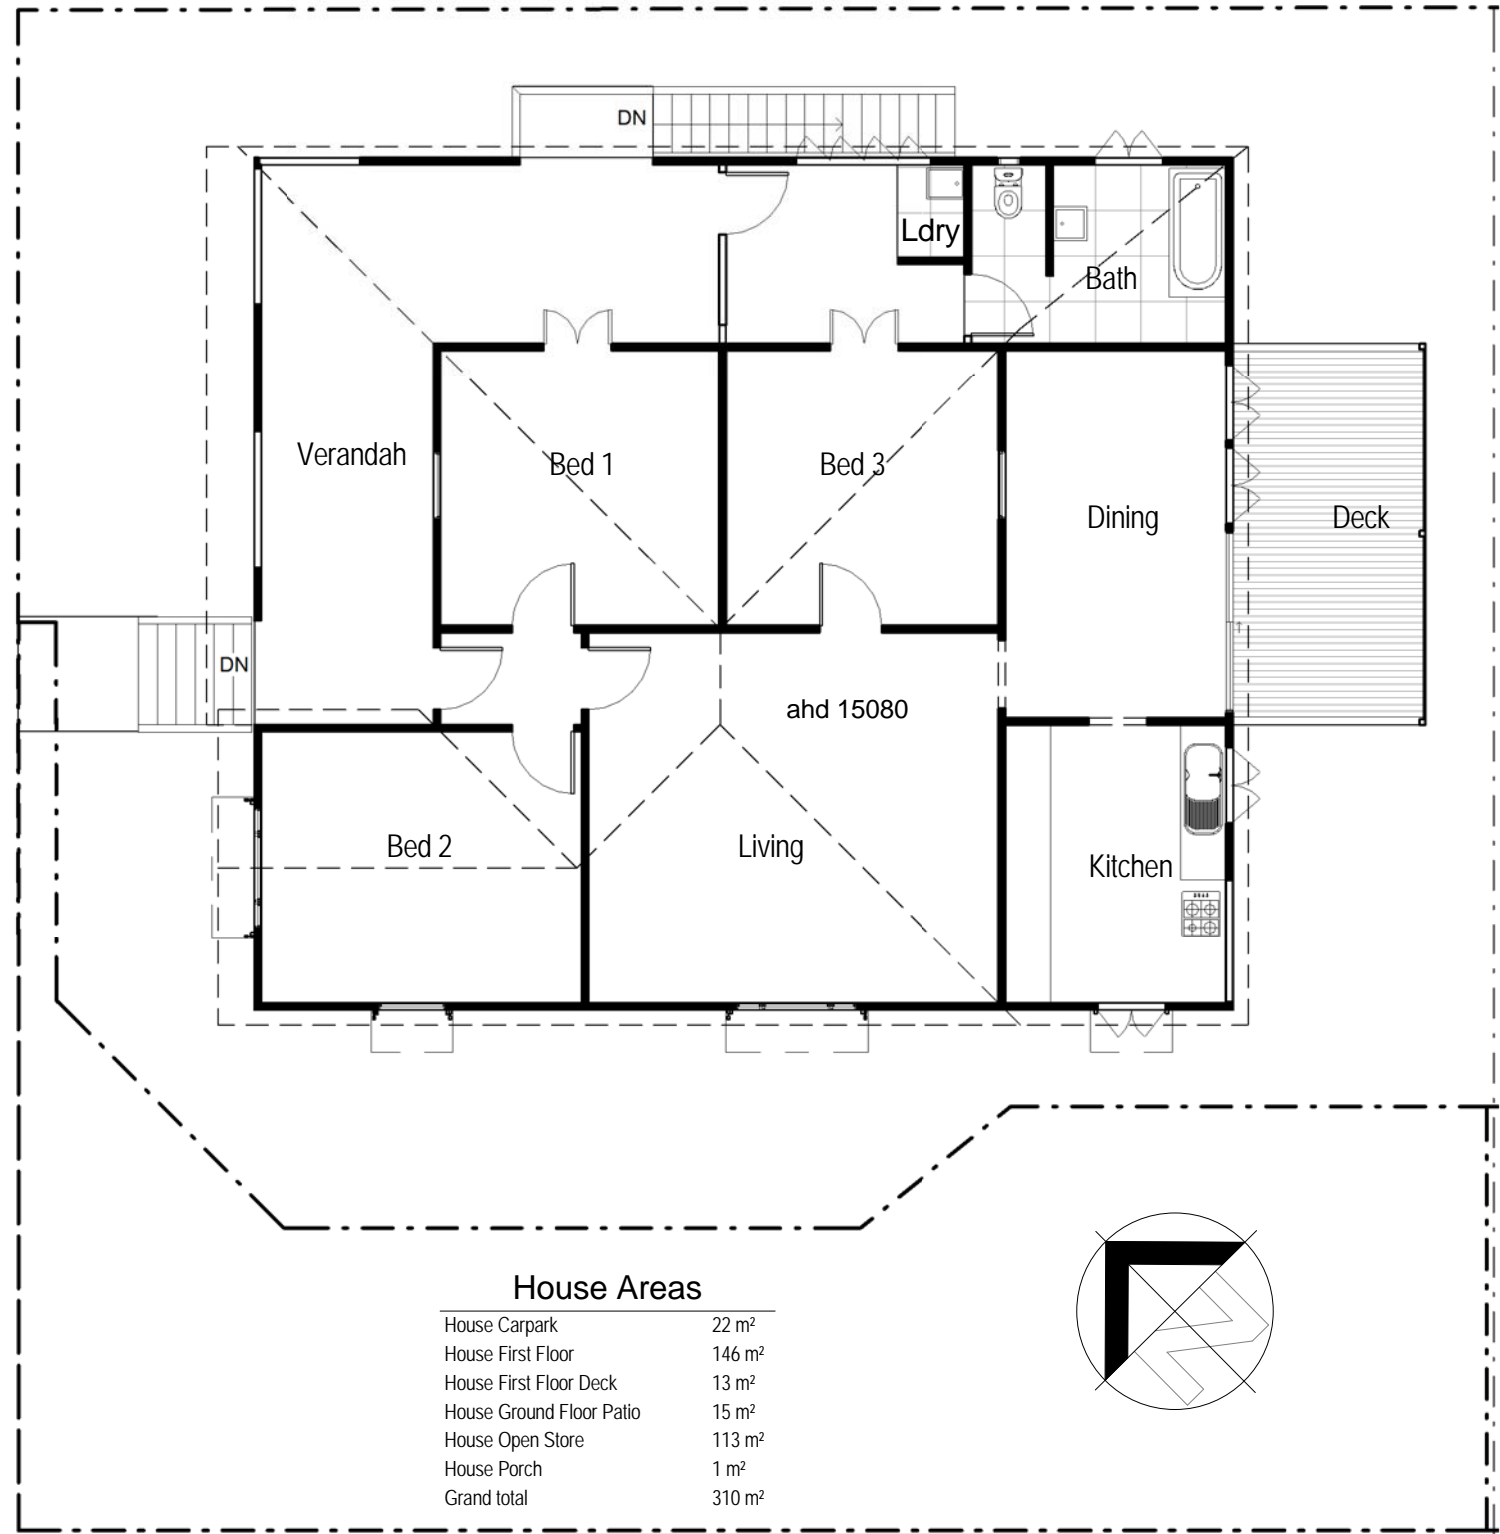 DN
Ldry
Bath
Verandah
Bed 1
Bed 3
Dining
Deck
DN
ahd 15080
Bed 2
Living
Kitchen
House Areas
House Carpark 22 m²
House First Floor 146 m²
House First Floor Deck 13 m²
House Ground Floor Patio 15 m²
House Open Store 113 m²
House Porch 1 m²
Grand total 310 m²